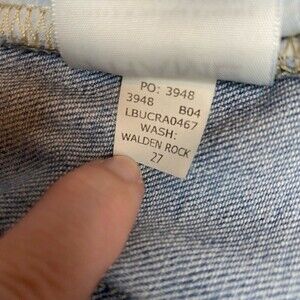 PO: 3948
3948 B04
LBUCRA0467
WASH:
WALDEN ROCK
27